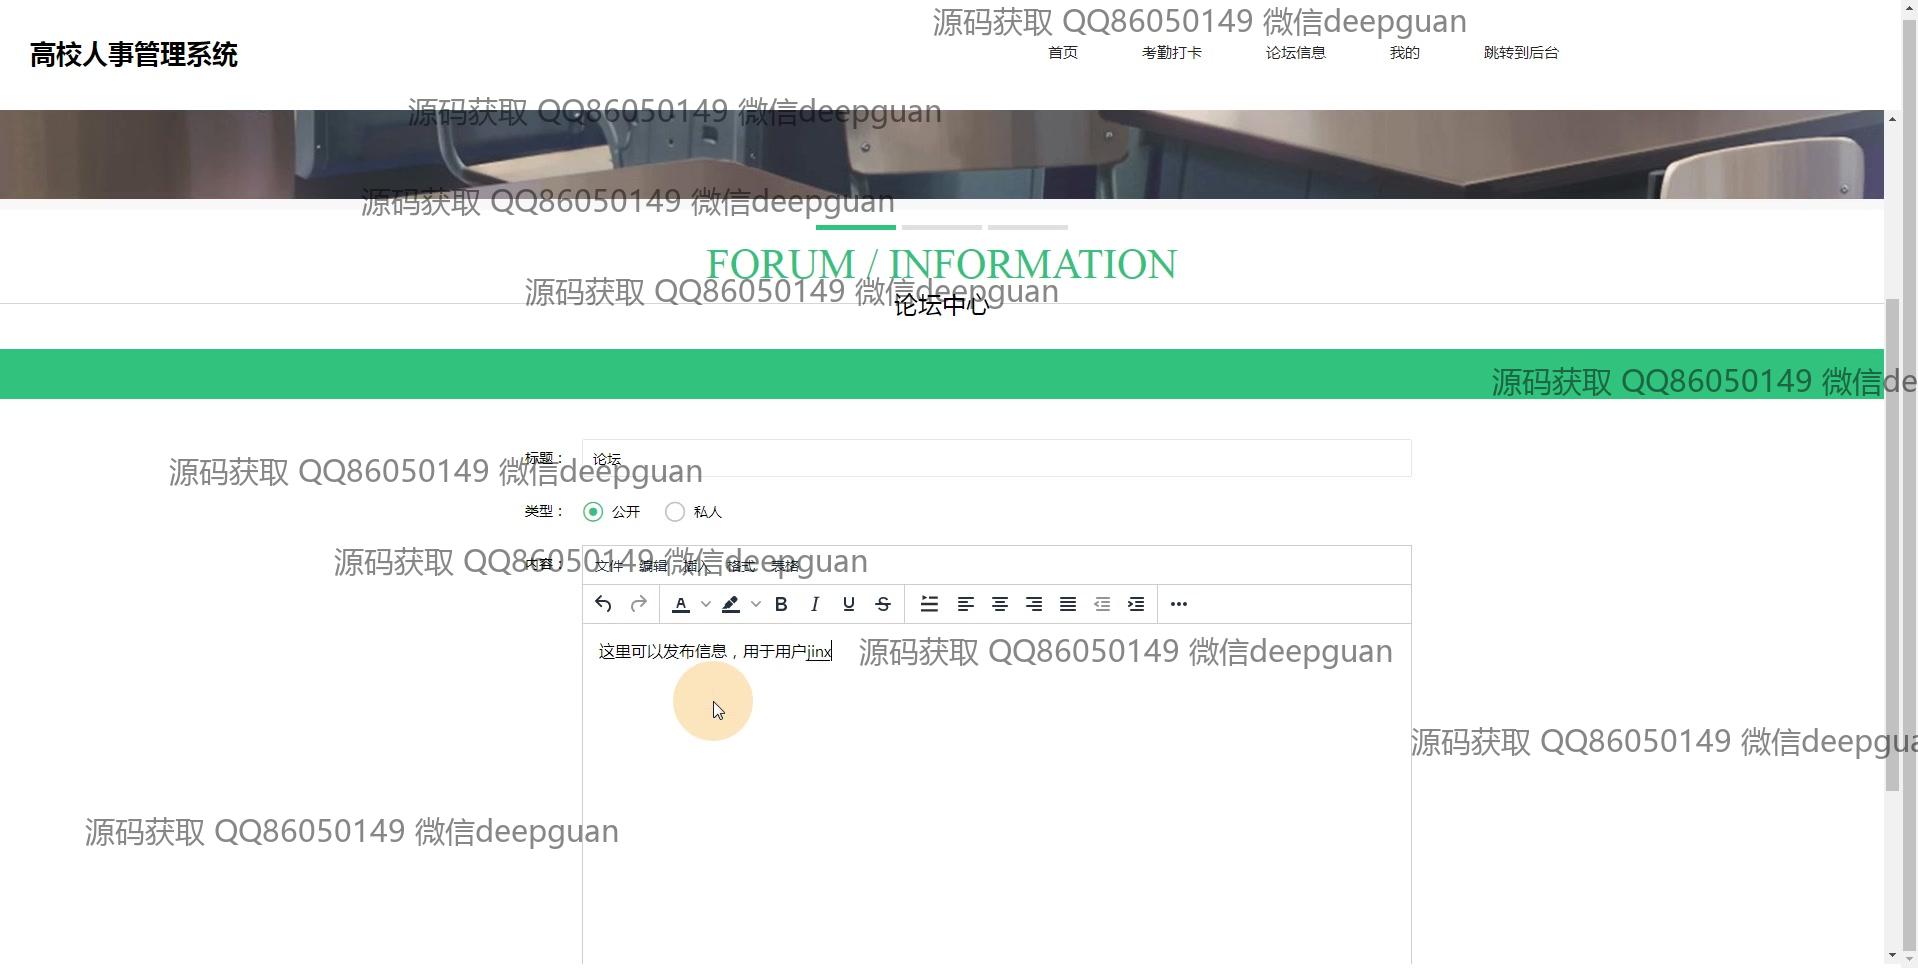 源码获取 QQ86050149 微信deepguan
高校人事管理系统
首页 考勤打卡 论坛信息 我的 跳转到后台
源码获取 QQ86050149 微信deepguan
源码获取 QQ86050149 微信deepguan
FORUM / INFORMATION
源码获取 QQ86050149 微信deepguan
论坛中心
源码获取 QQ86050149 微信de
标题： 论坛
源码获取 QQ86050149 微信deepguan
类型： 公开 私人
源码获取 QQ86050149 微信deepguan
内容： 文件 编辑 插入 格式 表格
A B I U S
这里可以发布信息，用于用户jinx
源码获取 QQ86050149 微信deepguan
源码获取 QQ86050149 微信deepgua
源码获取 QQ86050149 微信deepguan